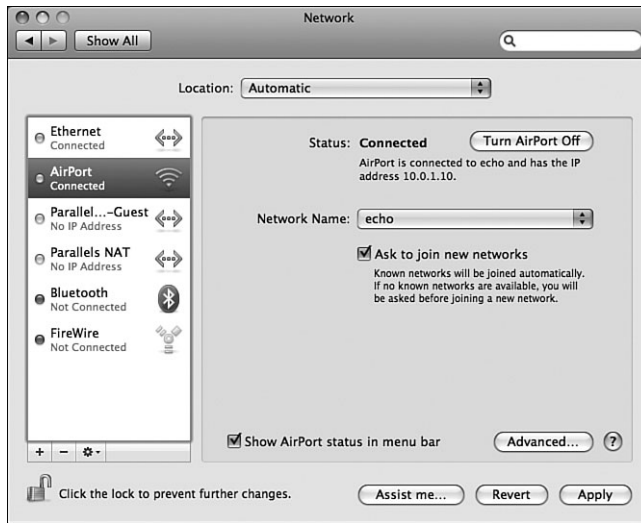 Network
Show All
Location: Automatic
Ethernet
Connected
AirPort
Connected
Parallel...-Guest
No IP Address
Parallels NAT
No IP Address
Bluetooth
Not Connected
FireWire
Not Connected
Status: Connected
Turn AirPort Off
AirPort is connected to echo and has the IP
address 10.0.1.10.
Network Name: echo
Ask to join new networks
Known networks will be joined automatically.
If no known networks are available, you will
be asked before joining a new network.
Show AirPort status in menu bar
Advanced... ?
Click the lock to prevent further changes.
Assist me... Revert Apply